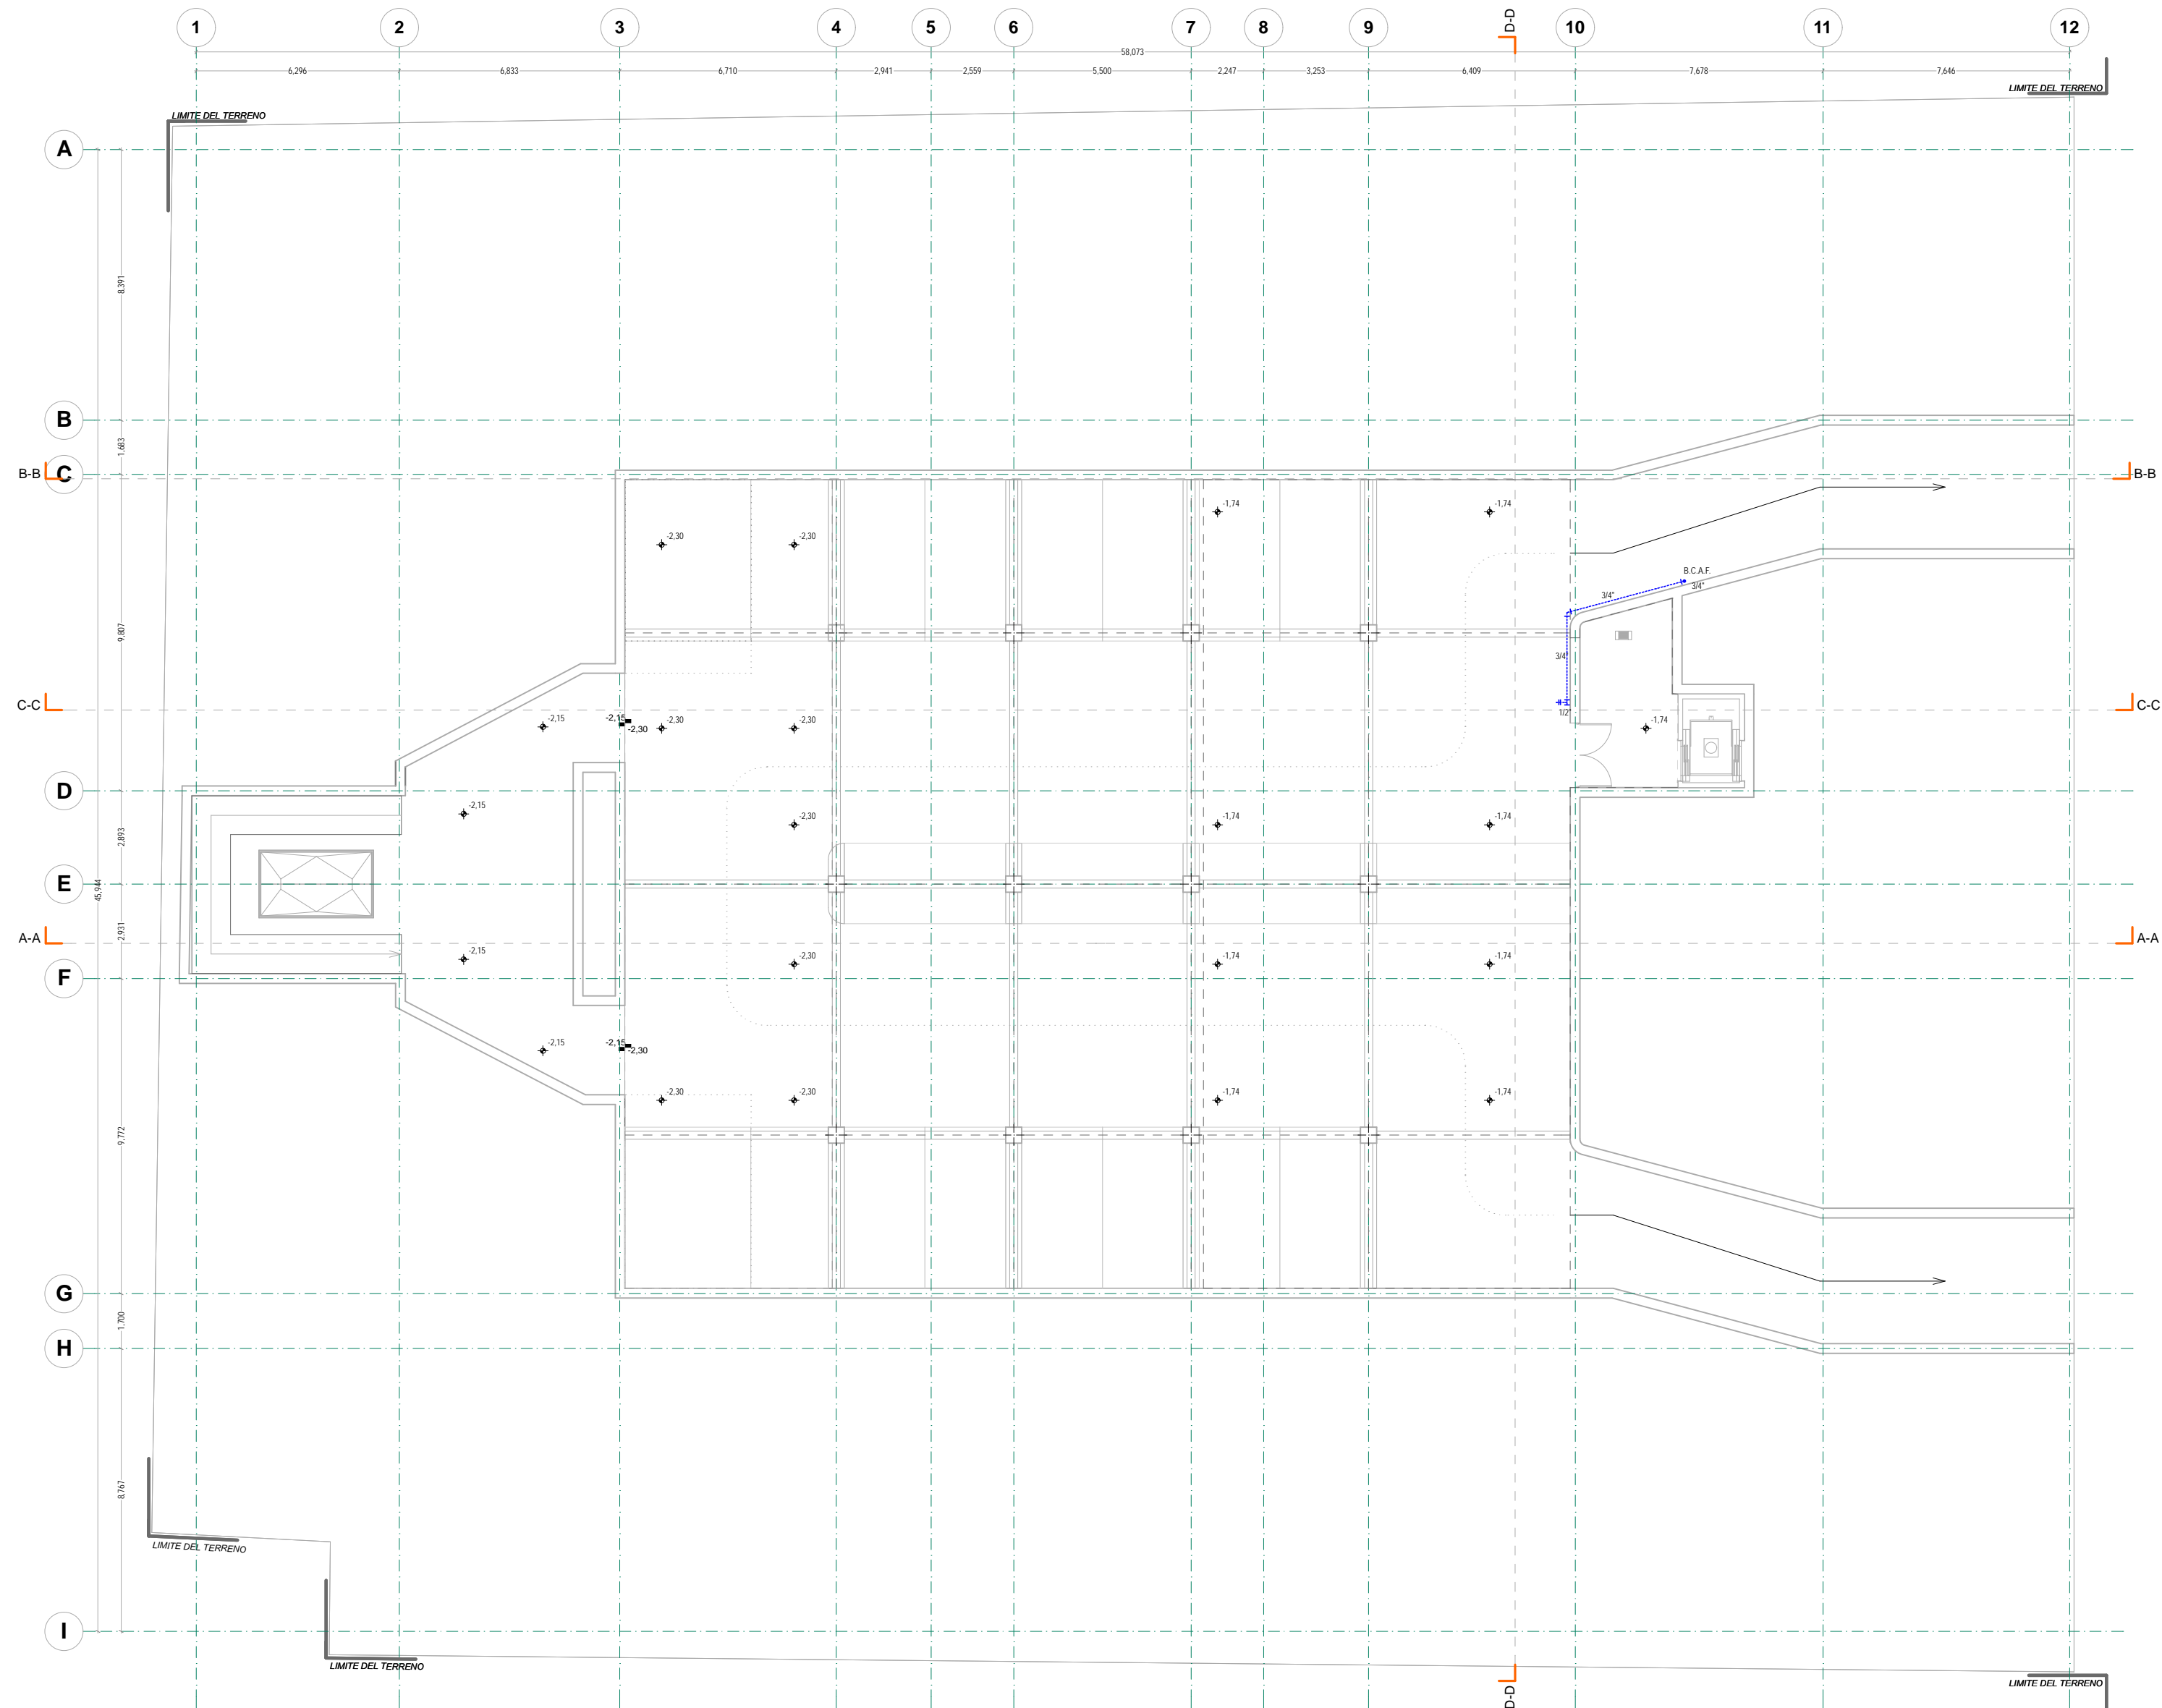 1 2 3 4 5 6 7 8 9 D-D 10 11 12
58,073
6,296 6,833 6,710 2,941 2,559 5,500 2,247 3,253 6,409 7,678 7,646
LIMITE DEL TERRENO
LIMITE DEL TERRENO
A
8,391
B
1,683
B-B C B-B
-1,74 -1,74
-2,30 -2,30
B.C.A.F.
3/4"
3/4"
9,807
3/4"
C-C C-C
1/2"
-2,15 -2,15 -2,30 -2,30 -2,30 -1,74
D
-2,15 -2,30 -1,74 -1,74
2,893
E
45,944
2,931
A-A A-A
-2,15 -2,30 -1,74 -1,74
F
-2,15 -2,15 -2,30
-2,30 -2,30 -1,74 -1,74
9,772
G
1,700
H
8,767
LIMITE DEL TERRENO
I
LIMITE DEL TERRENO
LIMITE DEL TERRENO
D-D